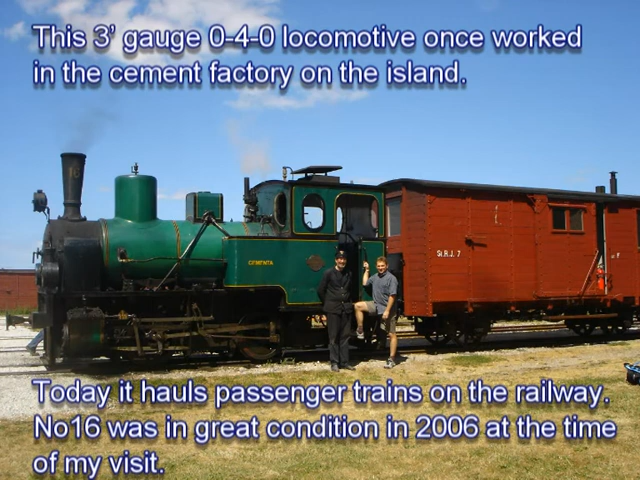 This 3' gauge 0-4-0 locomotive once worked
in the cement factory on the island.
16
CEMENTA
St.R.J. 7
Today it hauls passenger trains on the railway.
No16 was in great condition in 2006 at the time
of my visit.